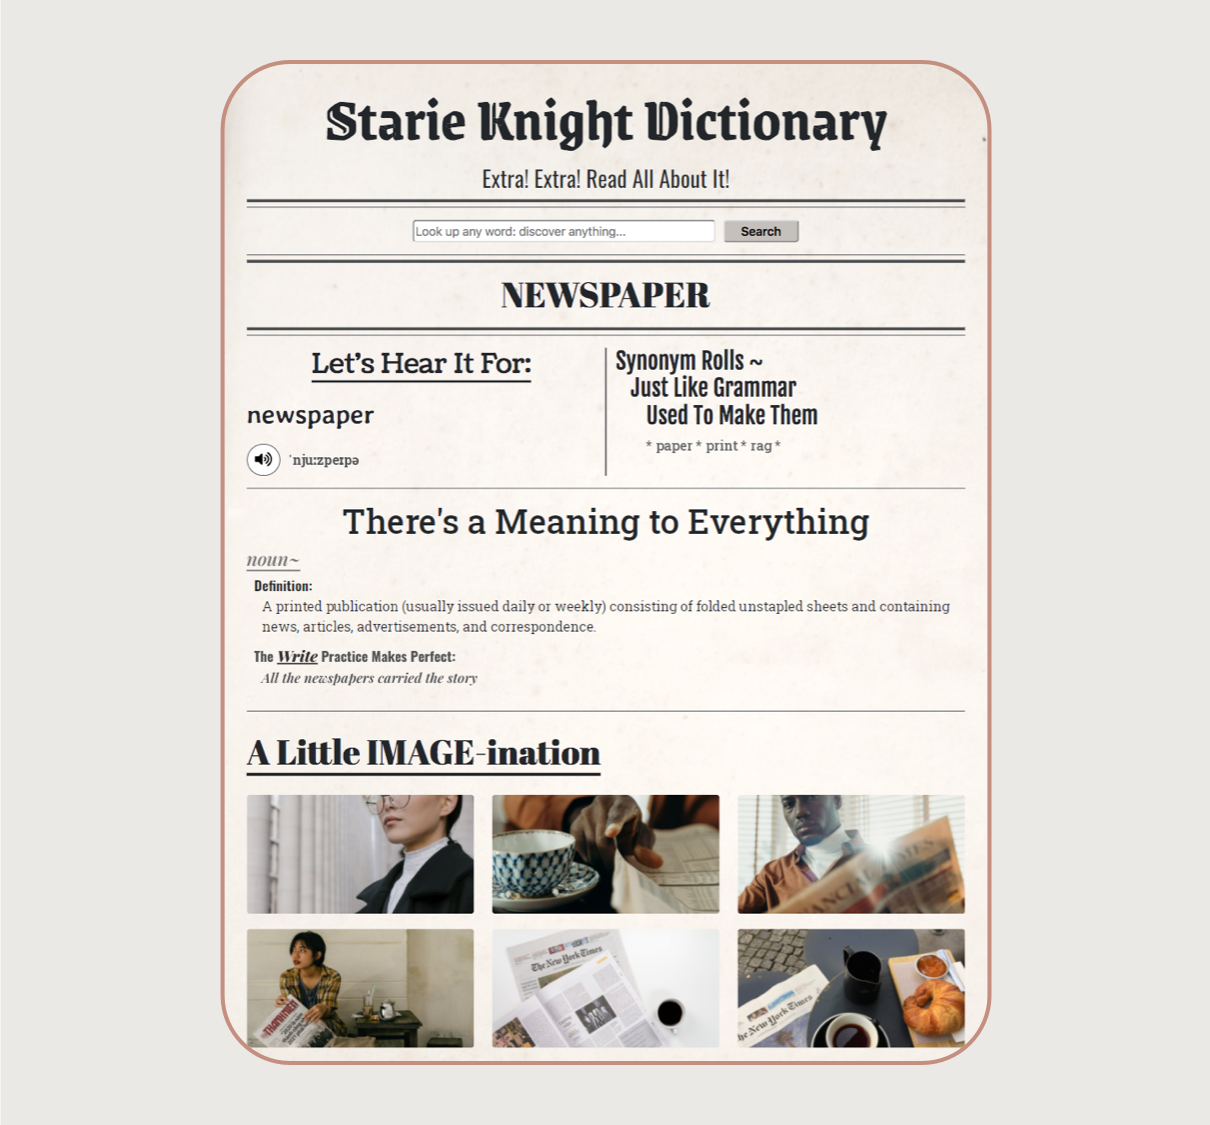 Starie Knight Dictionary
Extra! Extra! Read All About It!
Look up any word: discover anything...
Search
NEWSPAPER
Let's Hear It For:
newspaper
ˈnjuːzpeɪpə
Synonym Rolls ~
Just Like Grammar
Used To Make Them
* paper * print * rag *
There's a Meaning to Everything
noun~
Definition:
A printed publication (usually issued daily or weekly) consisting of folded unstapled sheets and containing
news, articles, advertisements, and correspondence.
The Write Practice Makes Perfect:
All the newspapers carried the story
A Little IMAGE-ination
The New York Times
New York Times